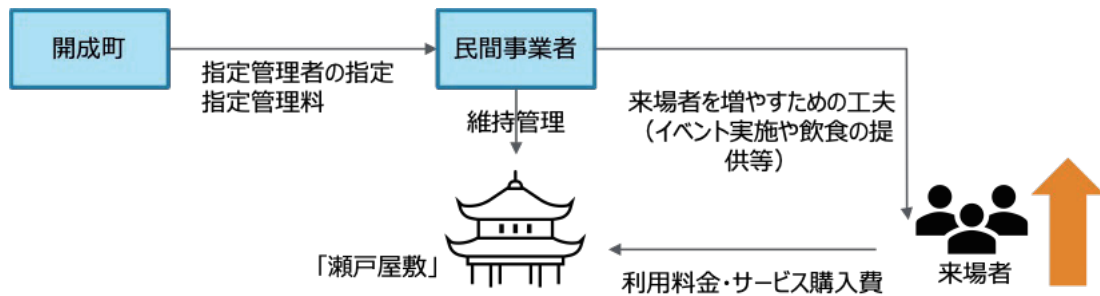 開成町
民間事業者
指定管理者の指定
指定管理料
維持管理
来場者を増やすための工夫
（イベント実施や飲食の提
供等）
「瀬戸屋敷」
利用料金・サービス購入費
来場者